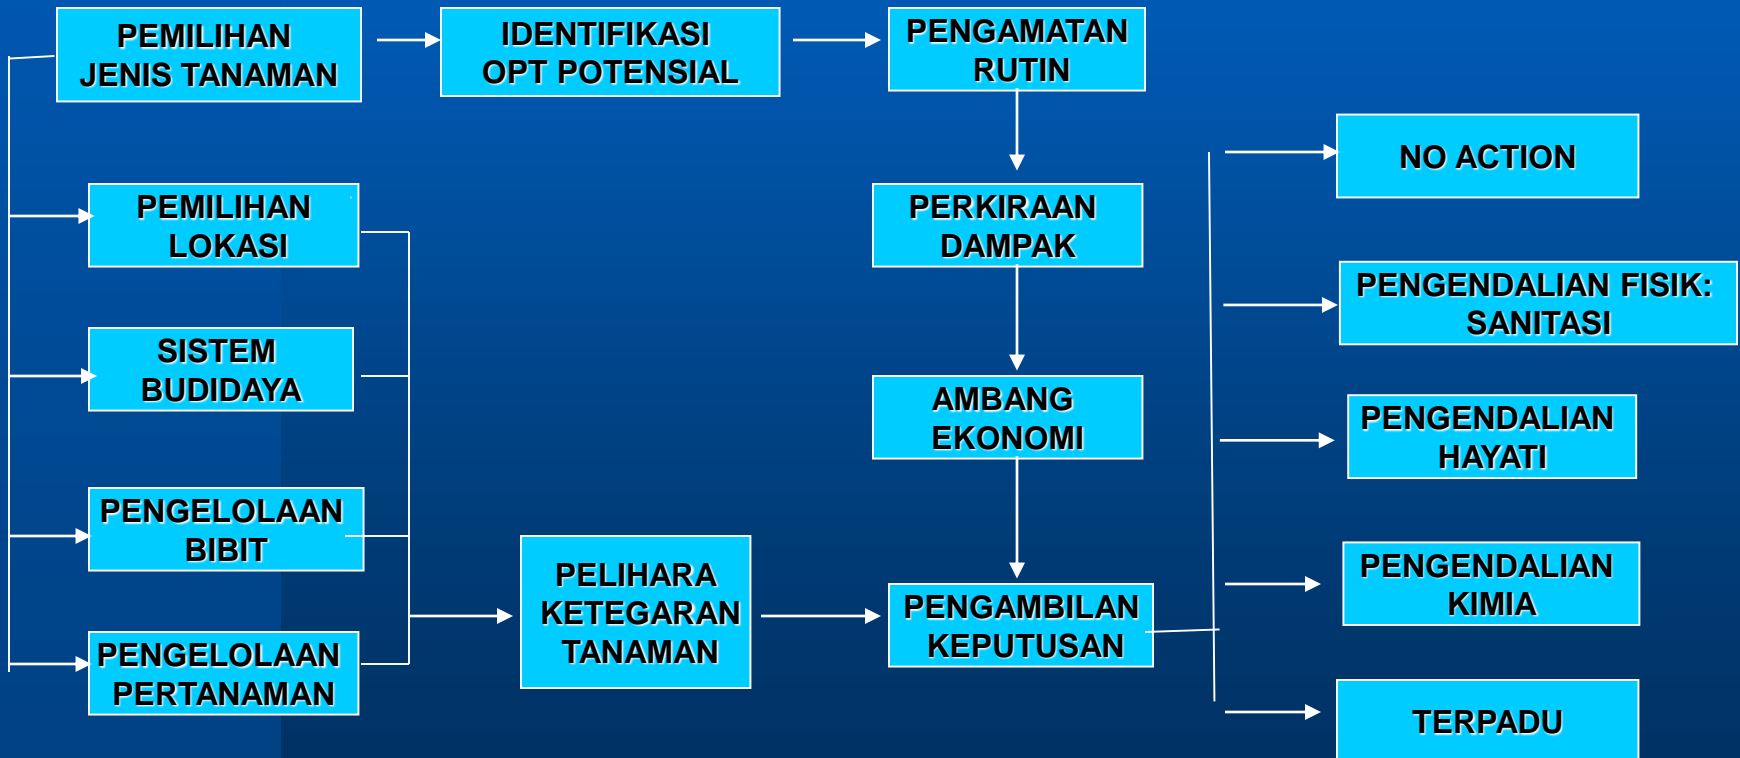 PEMILIHAN
JENIS TANAMAN
IDENTIFIKASI
OPT POTENSIAL
PENGAMATAN
RUTIN
NO ACTION
PEMILIHAN
LOKASI
PERKIRAAN
DAMPAK
PENGENDALIAN FISIK:
SANITASI
SISTEM
BUDIDAYA
AMBANG
EKONOMI
PENGENDALIAN
HAYATI
PENGELOLAAN
BIBIT
PELIHARA
KETEGARAN
TANAMAN
PENGENDALIAN
KIMIA
PENGAMBILAN
KEPUTUSAN
PENGELOLAAN
PERTANAMAN
TERPADU